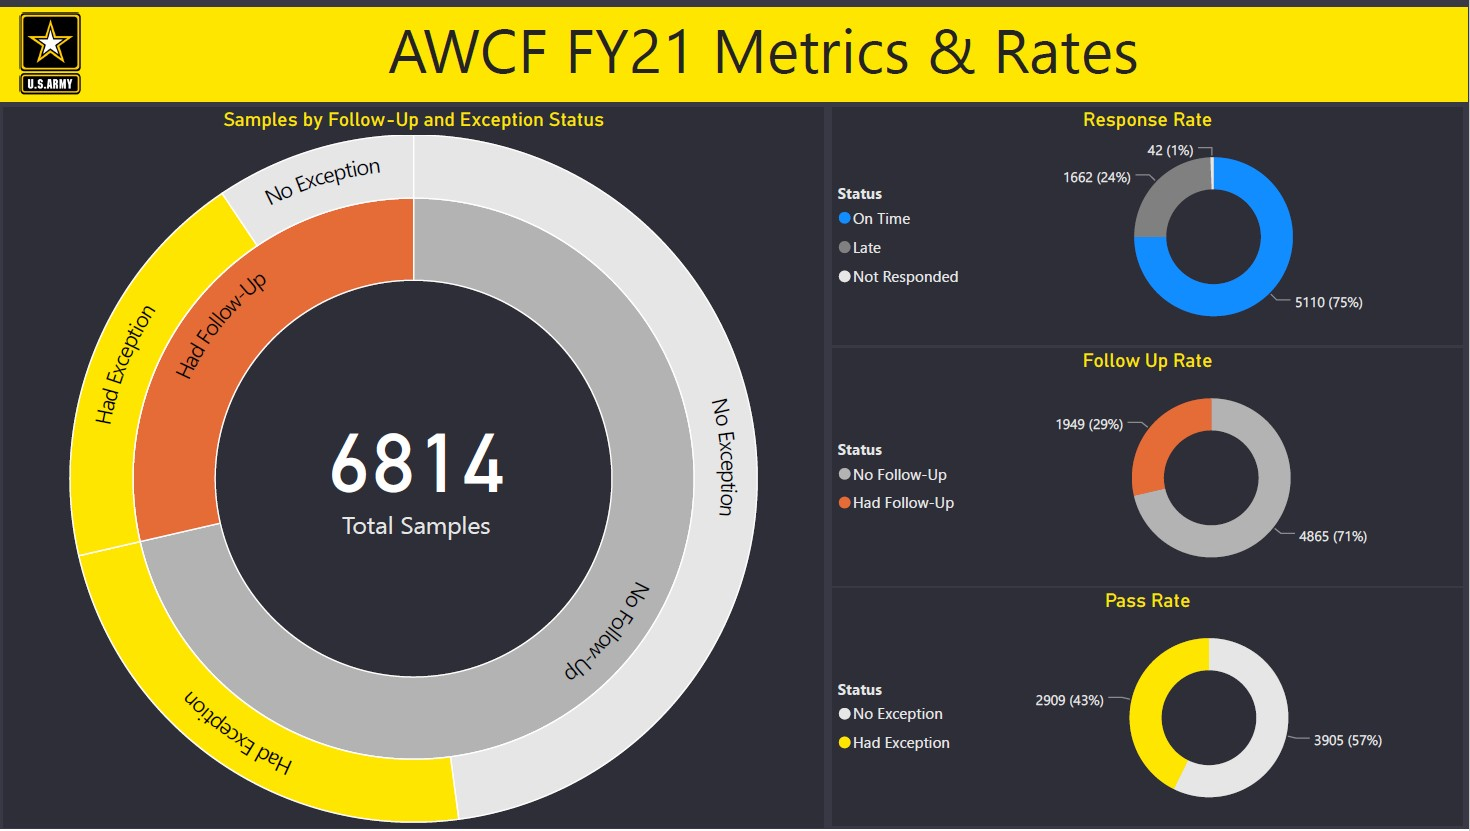 AWCF FY21 Metrics & Rates
U.S.ARMY
Samples by Follow-Up and Exception Status
No Exception
Had Exception
Had Follow-Up
No Exception
6814
Total Samples
No Follow-Up
Had Exception
Response Rate
42 (1%)
1662 (24%)
Status
On Time
Late
Not Responded
5110 (75%)
Follow Up Rate
1949 (29%)
Status
No Follow-Up
Had Follow-Up
4865 (71%)
Pass Rate
2909 (43%)
Status
No Exception
Had Exception
3905 (57%)